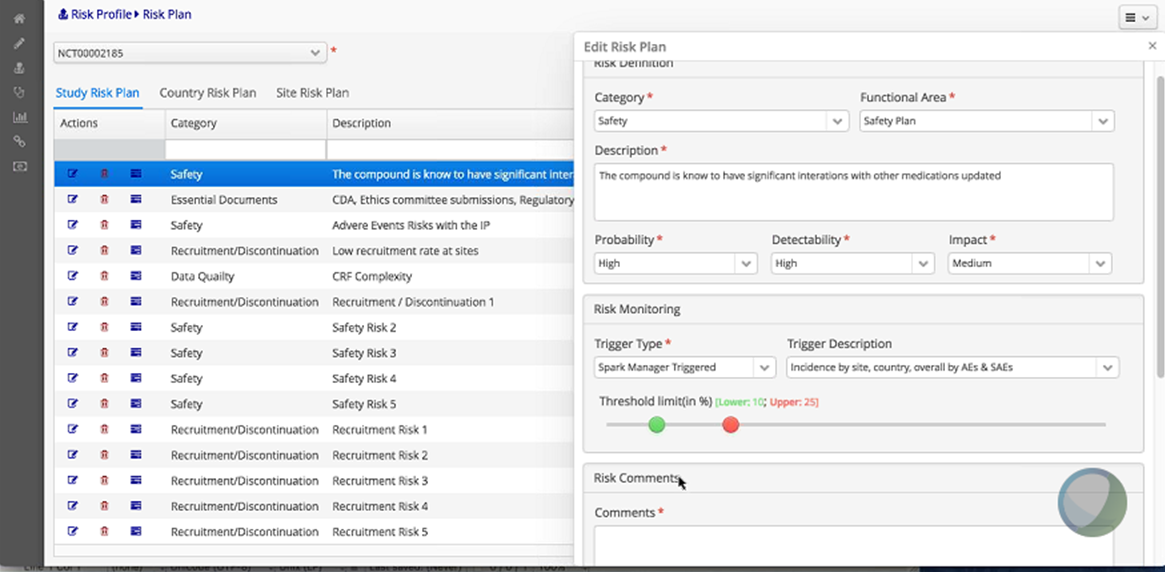 Risk Profile Risk Plan
NCT00002185 *
Study Risk Plan Country Risk Plan Site Risk Plan
Actions Category Description
Safety The compound is know to have significant inter
Essential Documents CDA, Ethics committee submissions, Regulatory
Safety Advere Events Risks with the IP
Recruitment/Discontinuation Low recruitment rate at sites
Data Quailty CRF Complexity
Recruitment/Discontinuation Recruitment / Discontinuation 1
Safety Safety Risk 2
Safety Safety Risk 3
Safety Safety Risk 4
Safety Safety Risk 5
Recruitment/Discontinuation Recruitment Risk 1
Recruitment/Discontinuation Recruitment Risk 2
Recruitment/Discontinuation Recruitment Risk 3
Recruitment/Discontinuation Recruitment Risk 4
Recruitment/Discontinuation Recruitment Risk 5
Edit Risk Plan
Risk Definition
Category * Functional Area *
Safety Safety Plan
Description *
The compound is know to have significant interations with other medications updated
Probability * Detectability * Impact *
High High Medium
Risk Monitoring
Trigger Type * Trigger Description
Spark Manager Triggered Incidence by site, country, overall by AEs & SAEs
Threshold limit(in %) [Lower: 10; Upper: 25]
Risk Comments
Comments *